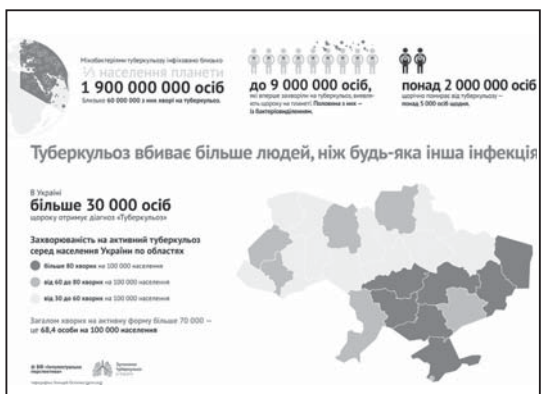 Мікобактеріями туберкульозу інфіковано близько
⅓ населення планети
1 900 000 000 осіб
Близько 60 000 000 з них хворі на туберкульоз.
до 9 000 000 осіб,
які вперше захворіли на туберкульоз, виявля-
ють щороку на планеті. Половина з них —
із бактеріовиділенням.
понад 2 000 000 осіб
щорічно помирає від туберкульозу —
понад 5 000 осіб щодня.
Туберкульоз вбиває більше людей, ніж будь-яка інша інфекція
В Україні
більше 30 000 осіб
щороку отримує діагноз «Туберкульоз»
Захворюваність на активний туберкульоз
серед населення України по областях
більше 80 хворих на 100 000 населення
від 60 до 80 хворих на 100 000 населення
від 30 до 60 хворих на 100 000 населення
Загалом хворих на активну форму більше 70 000 —
це 68,4 особи на 100 000 населення
Зупинимо
туберкульоз